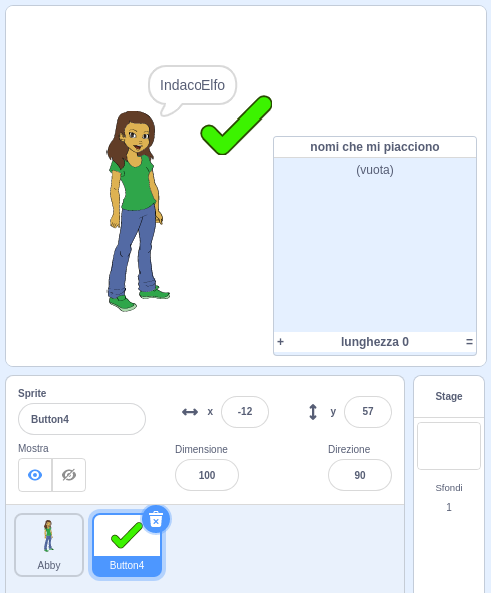 IndacoElfo
nomi che mi piacciono
(vuota)
+ lunghezza 0 =
Sprite
Button4
x -12
y 57
Mostra
Dimensione
100
Direzione
90
Abby
Button4
Stage
Sfondi
1